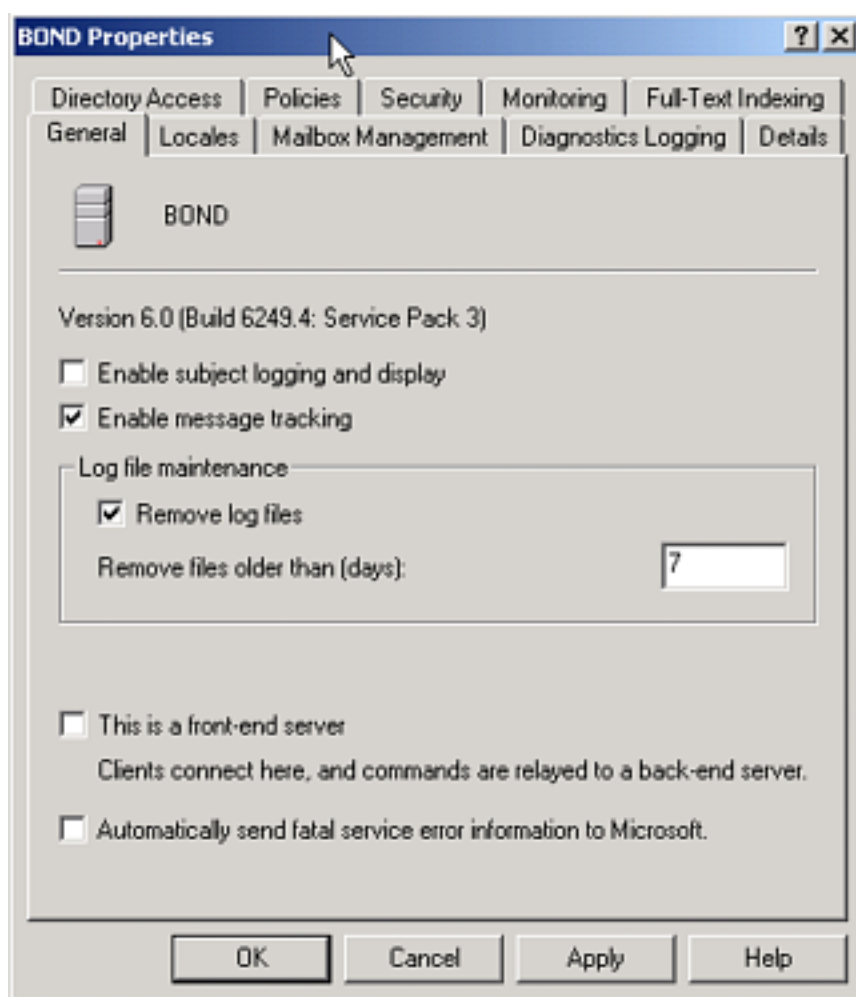 BOND Properties
Directory Access Policies Security Monitoring Full-Text Indexing
General Locales Mailbox Management Diagnostics Logging Details
BOND
Version 6.0 (Build 6249.4: Service Pack 3)
Enable subject logging and display
Enable message tracking
Log file maintenance
Remove log files
Remove files older than (days): 7
This is a front-end server
Clients connect here, and commands are relayed to a back-end server.
Automatically send fatal service error information to Microsoft.
OK Cancel Apply Help